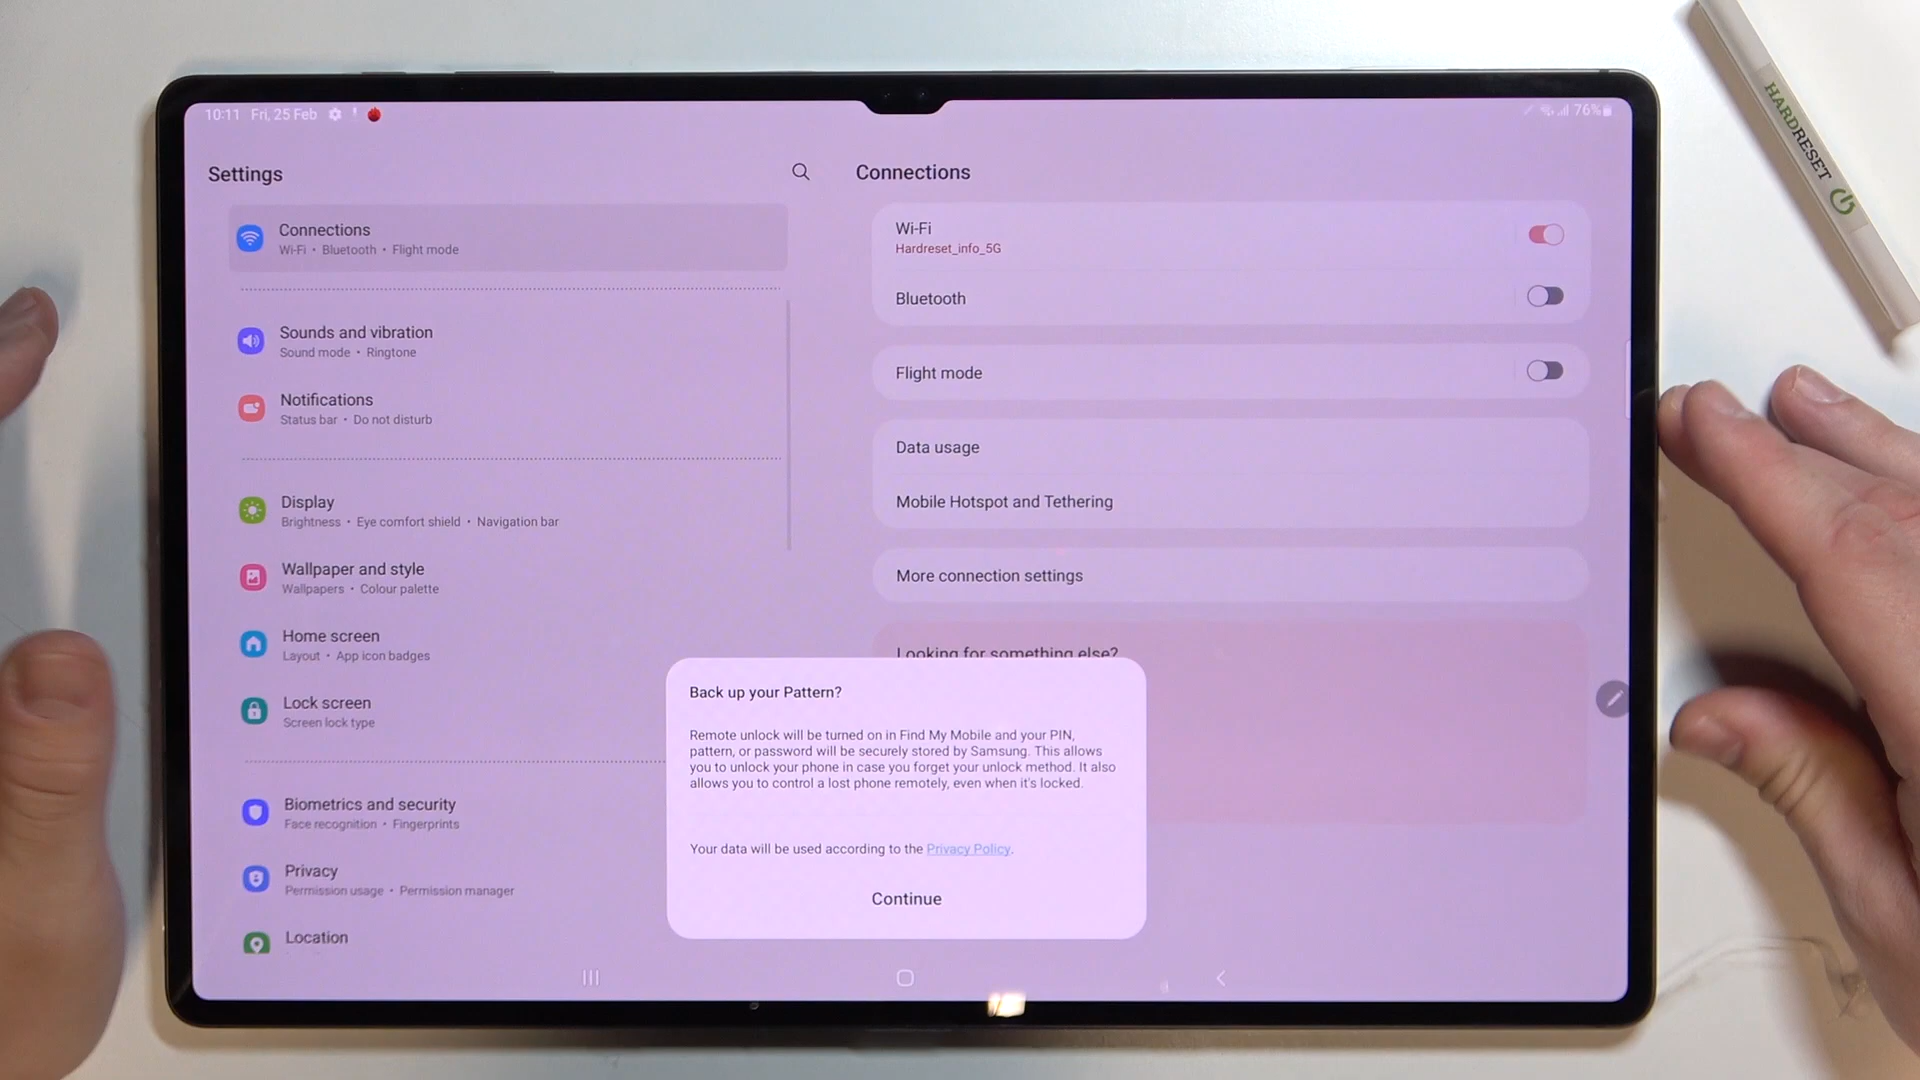 10:11 Fri, 25 Feb
76%
Settings
Connections
Wi-Fi • Bluetooth • Flight mode
Sounds and vibration
Sound mode • Ringtone
Notifications
Status bar • Do not disturb
Display
Brightness • Eye comfort shield • Navigation bar
Wallpaper and style
Wallpapers • Colour palette
Home screen
Layout • App icon badges
Lock screen
Screen lock type
Biometrics and security
Face recognition • Fingerprints
Privacy
Permission usage • Permission manager
Location
Connections
Wi-Fi
Hardreset_info_5G
Bluetooth
Flight mode
Data usage
Mobile Hotspot and Tethering
More connection settings
Looking for something else?
Back up your Pattern?
Remote unlock will be turned on in Find My Mobile and your PIN,
pattern, or password will be securely stored by Samsung. This allows
you to unlock your phone in case you forget your unlock method. It also
allows you to control a lost phone remotely, even when it's locked.
Your data will be used according to the Privacy Policy.
Continue
HARDRESET